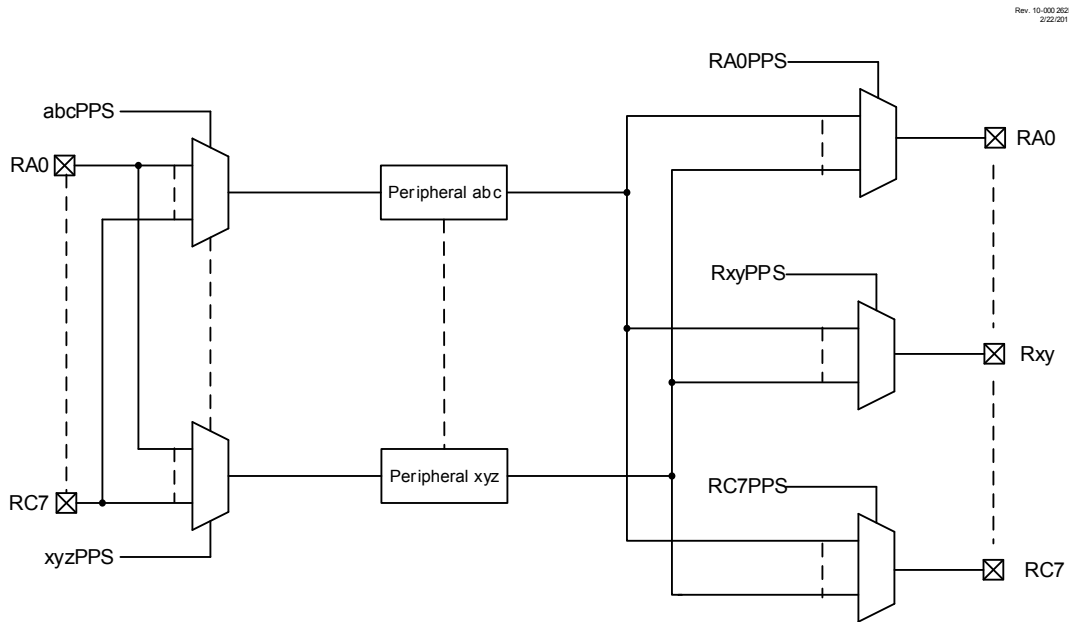 Rev. 10-000 262
2/22/201
RA0PPS
abcPPS
RA0
RA0
Peripheral abc
RxyPPS
Rxy
Peripheral xyz
RC7PPS
RC7
xyzPPS
RC7